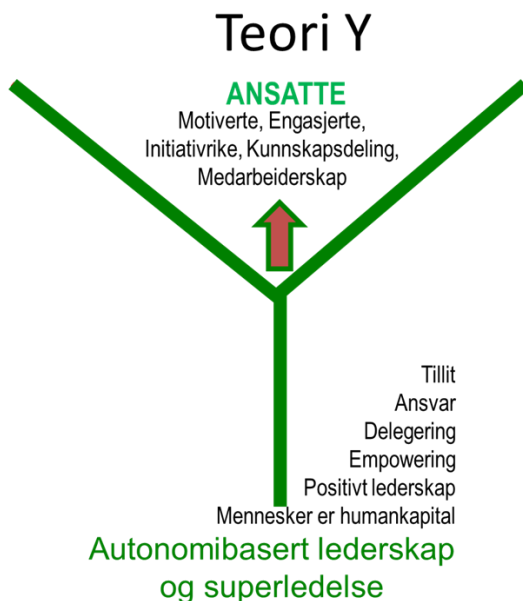 Teori Y
ANSATTE
Motiverte, Engasjerte,
Initiativrike, Kunnskapsdeling,
Medarbeiderskap
Tillit
Ansvar
Delegering
Empowering
Positivt lederskap
Mennesker er humankapital
Autonomibasert lederskap
og superledelse